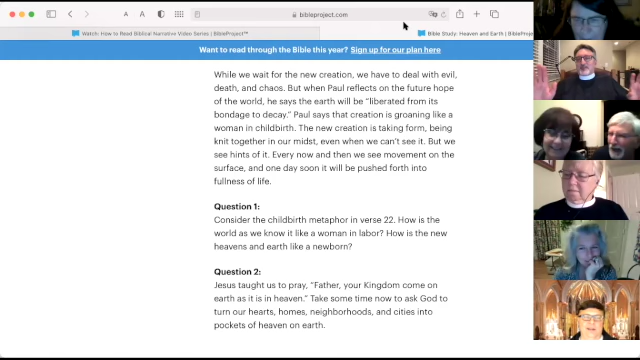 bibleproject.com
Watch: How to Read Biblical Narrative Video Series | BibleProject™
Bible Study: Heaven and Earth | BibleProje
Want to read through the Bible this year? Sign up for our plan here
While we wait for the new creation, we have to deal with evil,
death, and chaos. But when Paul reflects on the future hope
of the world, he says the earth will be “liberated from its
bondage to decay.” Paul says that creation is groaning like a
woman in childbirth. The new creation is taking form, being
knit together in our midst, even when we can't see it. But we
see hints of it. Every now and then we see movement on the
surface, and one day soon it will be pushed forth into
fullness of life.
Question 1:
Consider the childbirth metaphor in verse 22. How is the
world as we know it like a woman in labor? How is the new
heavens and earth like a newborn?
Question 2:
Jesus taught us to pray, “Father, your Kingdom come on
earth as it is in heaven.” Take some time now to ask God to
turn our hearts, homes, neighborhoods, and cities into
pockets of heaven on earth.